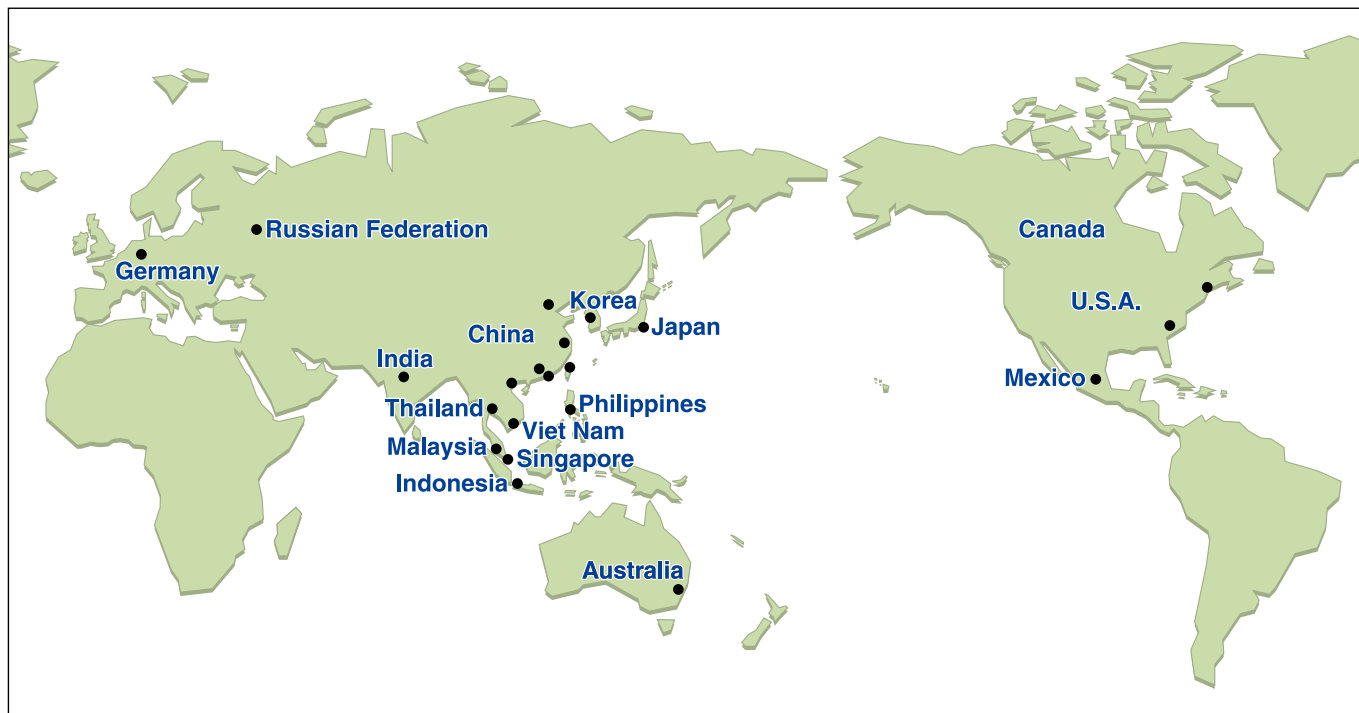 Russian Federation
Canada
Germany
Korea
U.S.A.
Japan
China
India
Mexico
Philippines
Thailand
Viet Nam
Malaysia
Singapore
Indonesia
Australia